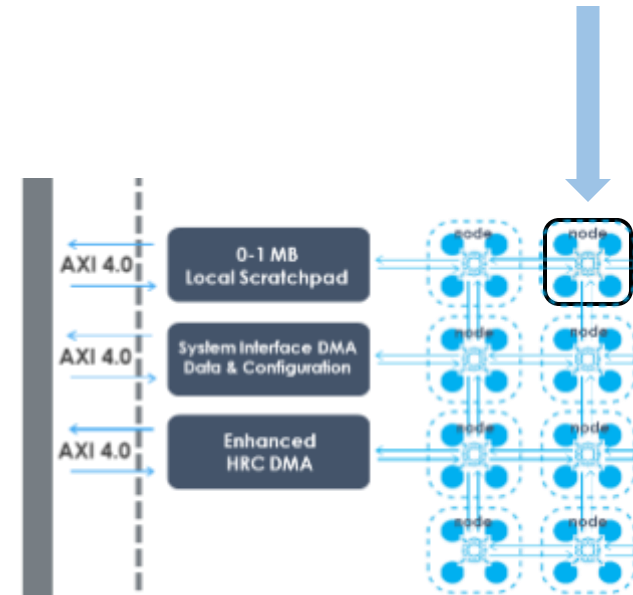 node node
AXI 4.0
0-1 MB
Local Scratchpad
node node
AXI 4.0
System Interface DMA
Data & Configuration
node node
AXI 4.0
Enhanced
HRC DMA
node node